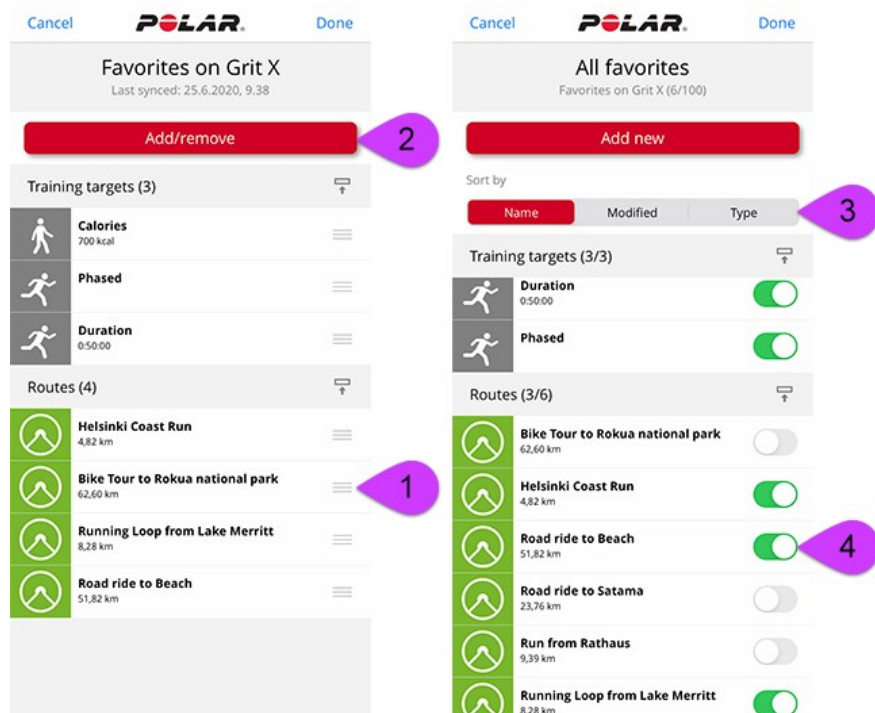 Cancel
POLAR.
Done
Favorites on Grit X
Last synced: 25.6.2020, 9.38
Add/remove
2
Training targets (3)
Calories
700 kcal
Phased
Duration
0:50:00
Routes (4)
Helsinki Coast Run
4,82 km
Bike Tour to Rokua national park
62,60 km
1
Running Loop from Lake Merritt
8,28 km
Road ride to Beach
51,82 km
Cancel
POLAR.
Done
All favorites
Favorites on Grit X (6/100)
Add new
Sort by
Name Modified Type
3
Training targets (3/3)
Duration
0:50:00
Phased
Routes (3/6)
Bike Tour to Rokua national park
62,60 km
Helsinki Coast Run
4,82 km
Road ride to Beach
51,82 km
4
Road ride to Satama
23,76 km
Run from Rathaus
9,39 km
Running Loop from Lake Merritt
8,28 km